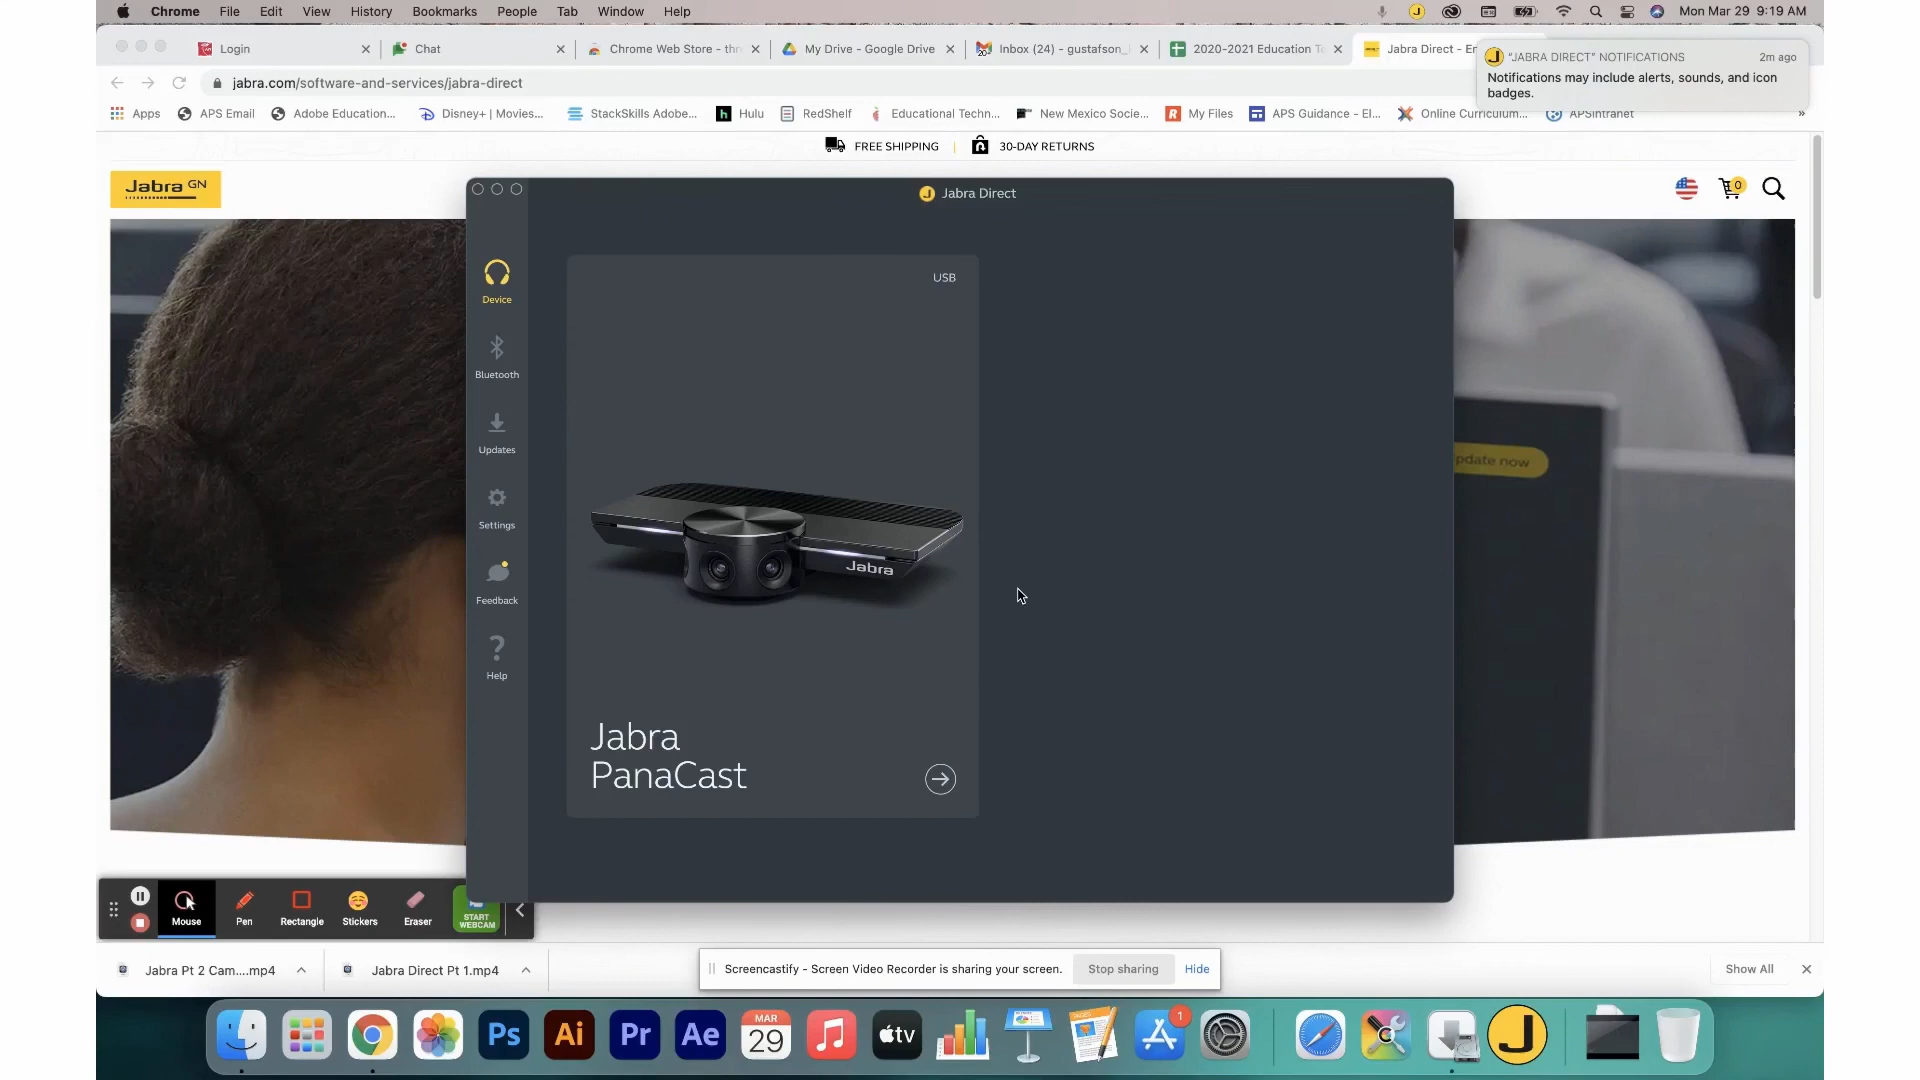 Chrome File Edit View History Bookmarks People Tab Window Help
Mon Mar 29 9:19 AM
Login
Chat
Chrome Web Store - thr
My Drive - Google Drive
Inbox (24) - gustafson_
2020-2021 Education T
Jabra Direct - En
"JABRA DIRECT" NOTIFICATIONS 2m ago
Notifications may include alerts, sounds, and icon
badges.
jabra.com/software-and-services/jabra-direct
Apps
APS Email
Adobe Education...
Disney+ | Movies...
StackSkills Adobe...
h Hulu
RedShelf
Educational Techn...
New Mexico Socie...
R My Files
APS Guidance - El...
Online Curriculum...
APSintranet
»
FREE SHIPPING | 30-DAY RETURNS
Jabra GN
0
J Jabra Direct
Device
Bluetooth
Updates
Settings
Feedback
? Help
USB
Jabra
Jabra
PanaCast
pdate now
Mouse
Pen
Rectangle
Stickers
Eraser
START
WEBCAM
Jabra Pt 2 Cam....mp4
Jabra Direct Pt 1.mp4
Screencastify - Screen Video Recorder is sharing your screen. Stop sharing Hide
Show All
Ps Ai Pr Ae
MAR
29
tv
PAGES
1
J